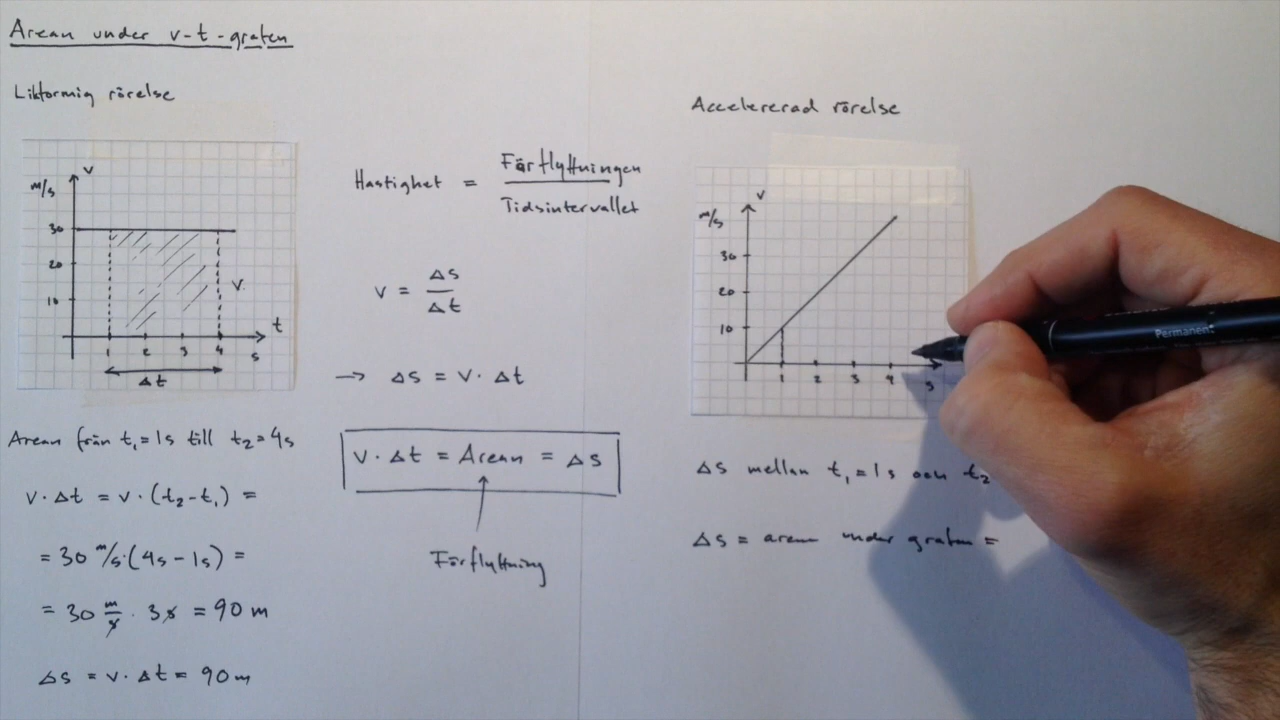 Arean under v-t-grafen
Likformig rörelse
v
m/s
30
20
10
v
t
1 2 3 4 s
Δt
Arean från t₁=1s till t₂=4s
v·Δt = v·(t₂-t₁) =
= 30 m/s·(4s-1s) =
= 30 m/s · 3s = 90 m
Δs = v·Δt = 90m
Hastighet = Förflyttningen / Tidsintervallet
v = Δs / Δt
→ Δs = v·Δt
v·Δt = Arean = Δs
Förflyttning
Accelererad rörelse
v
m/s
30
20
10
1 2 3 4 s
Δs mellan t₁=1s och t₂
Δs = arean under grafen =
Permanent